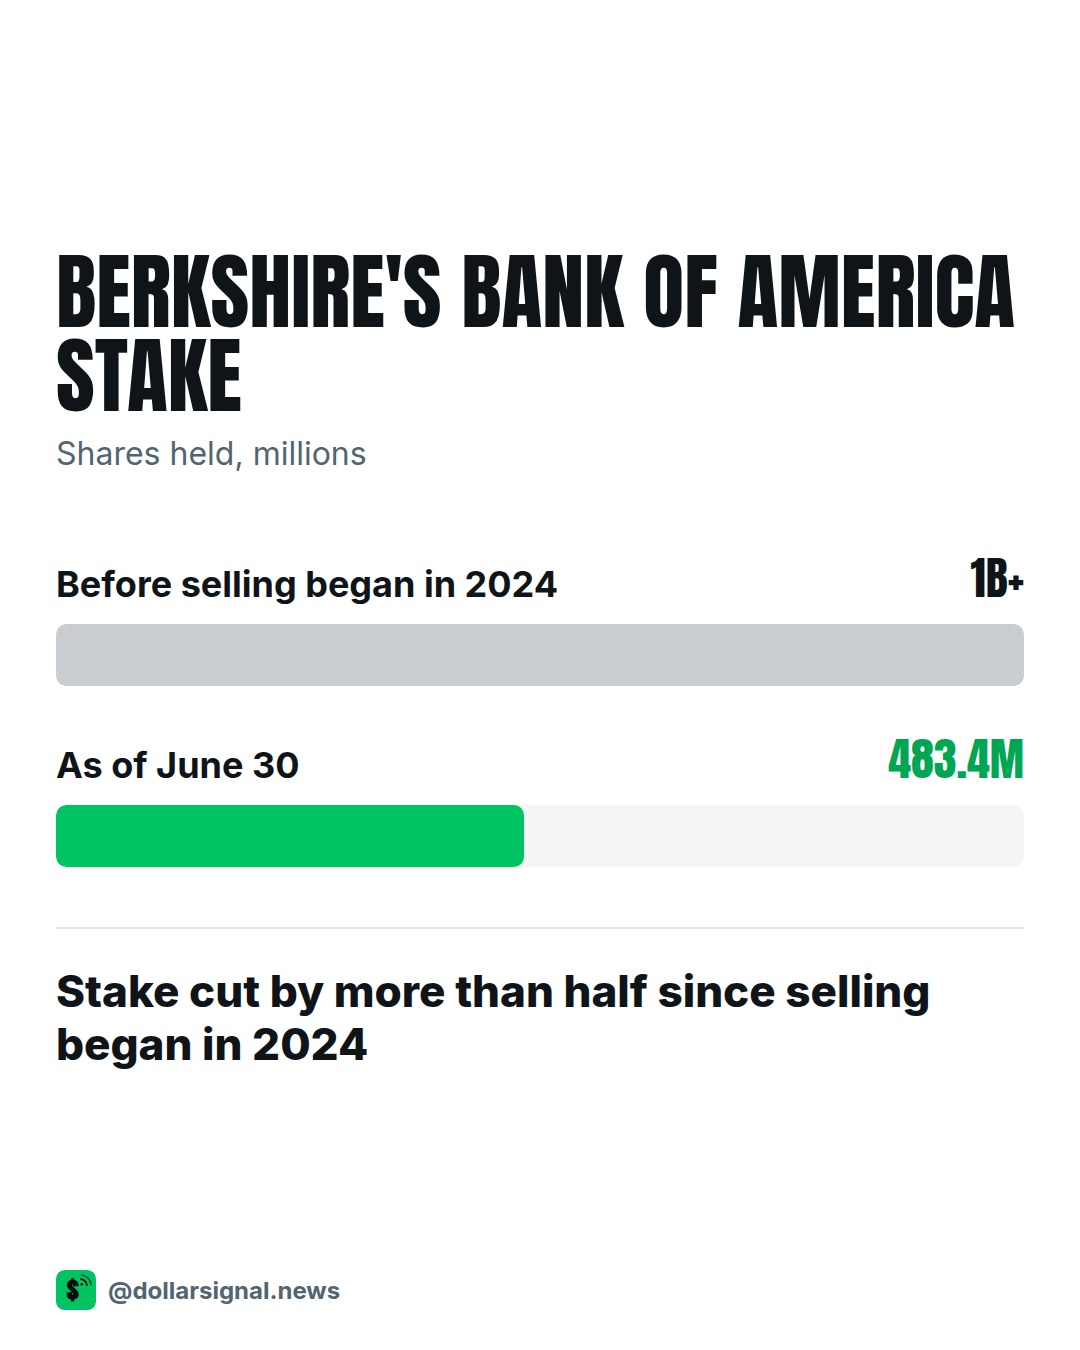 BERKSHIRE'S BANK OF AMERICA
STAKE
Shares held, millions
Before selling began in 2024
1B+
As of June 30
483.4M
Stake cut by more than half since selling
began in 2024
$
@dollarsignal.news